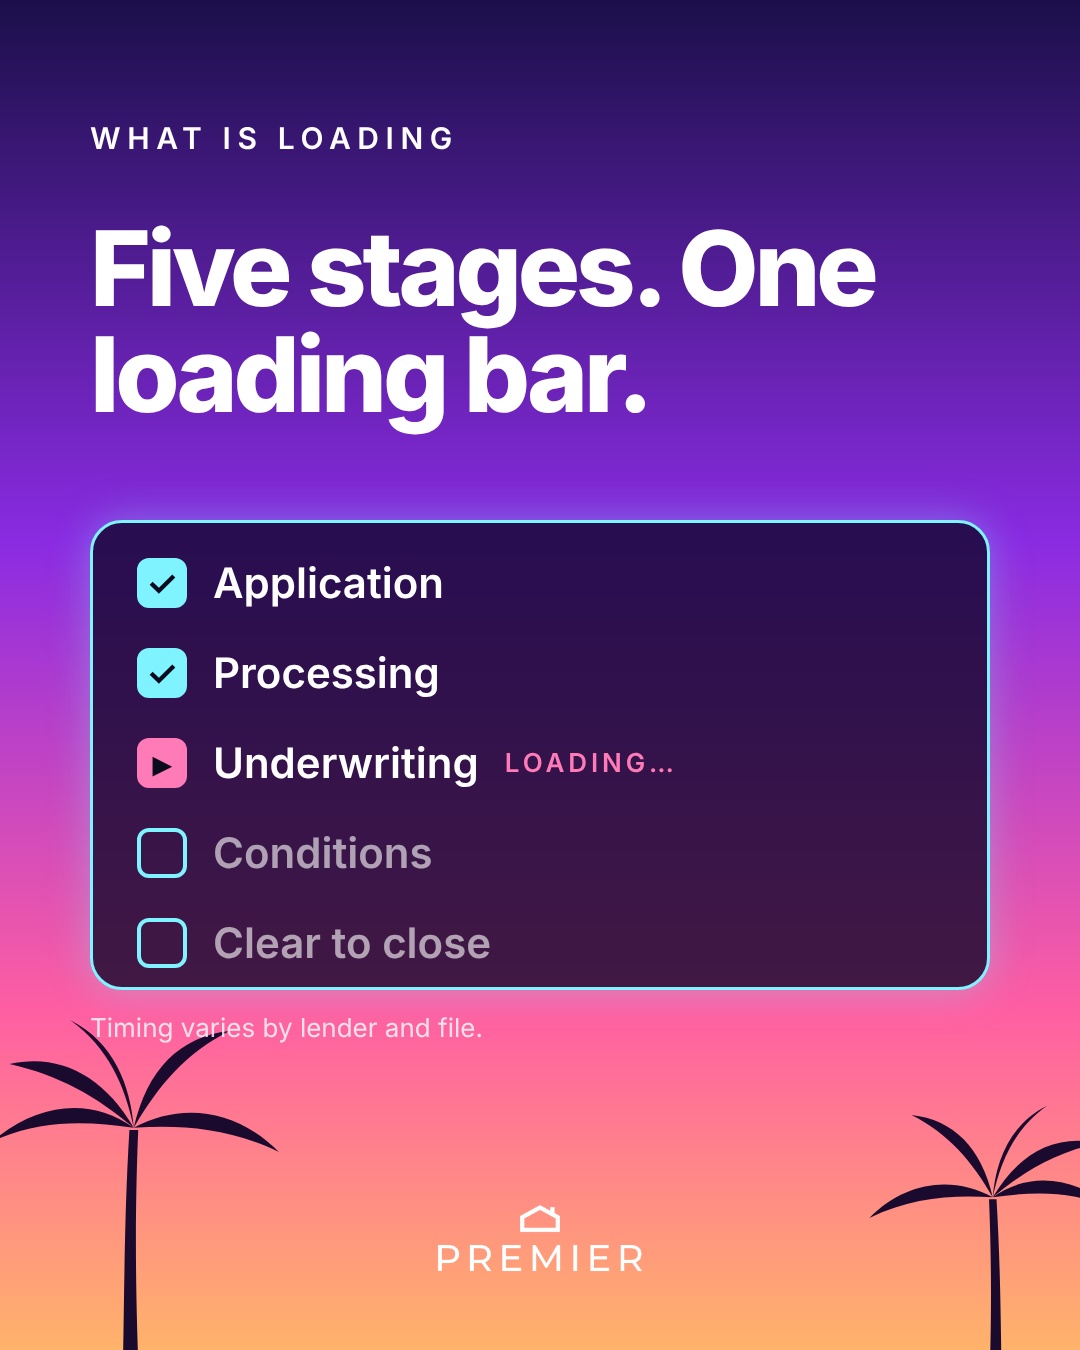 WHAT IS LOADING
Five stages. One
loading bar.
Application
Processing
Underwriting LOADING...
Conditions
Clear to close
Timing varies by lender and file.
PREMIER